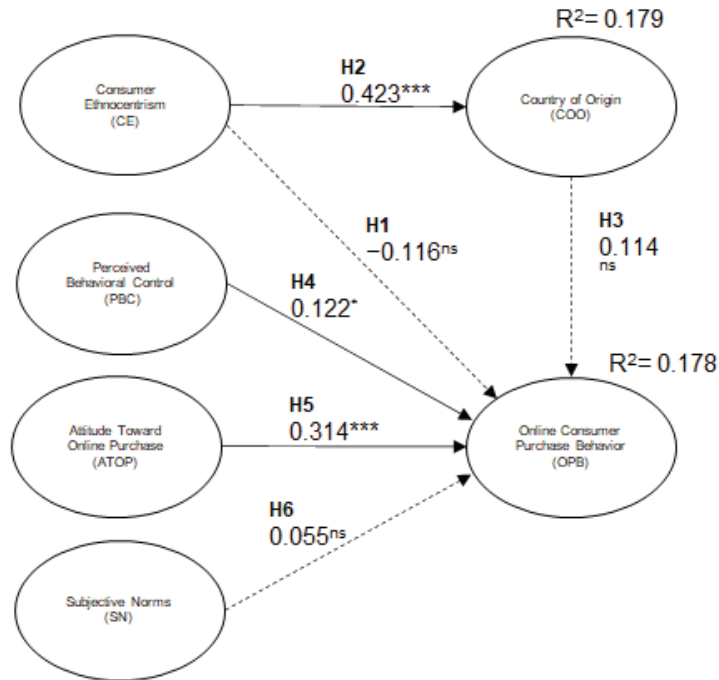 R²= 0.179
Consumer
Ethnocentrism
(CE)
H2
0.423***
Country of Origin
(COO)
H1
−0.116ns
H3
0.114
ns
Perceived
Behavioral Control
(PBC)
H4
0.122*
R²= 0.178
Attitude Toward
Online Purchase
(ATOP)
H5
0.314***
Online Consumer
Purchase Behavior
(OPB)
H6
0.055ns
Subjective Norms
(SN)